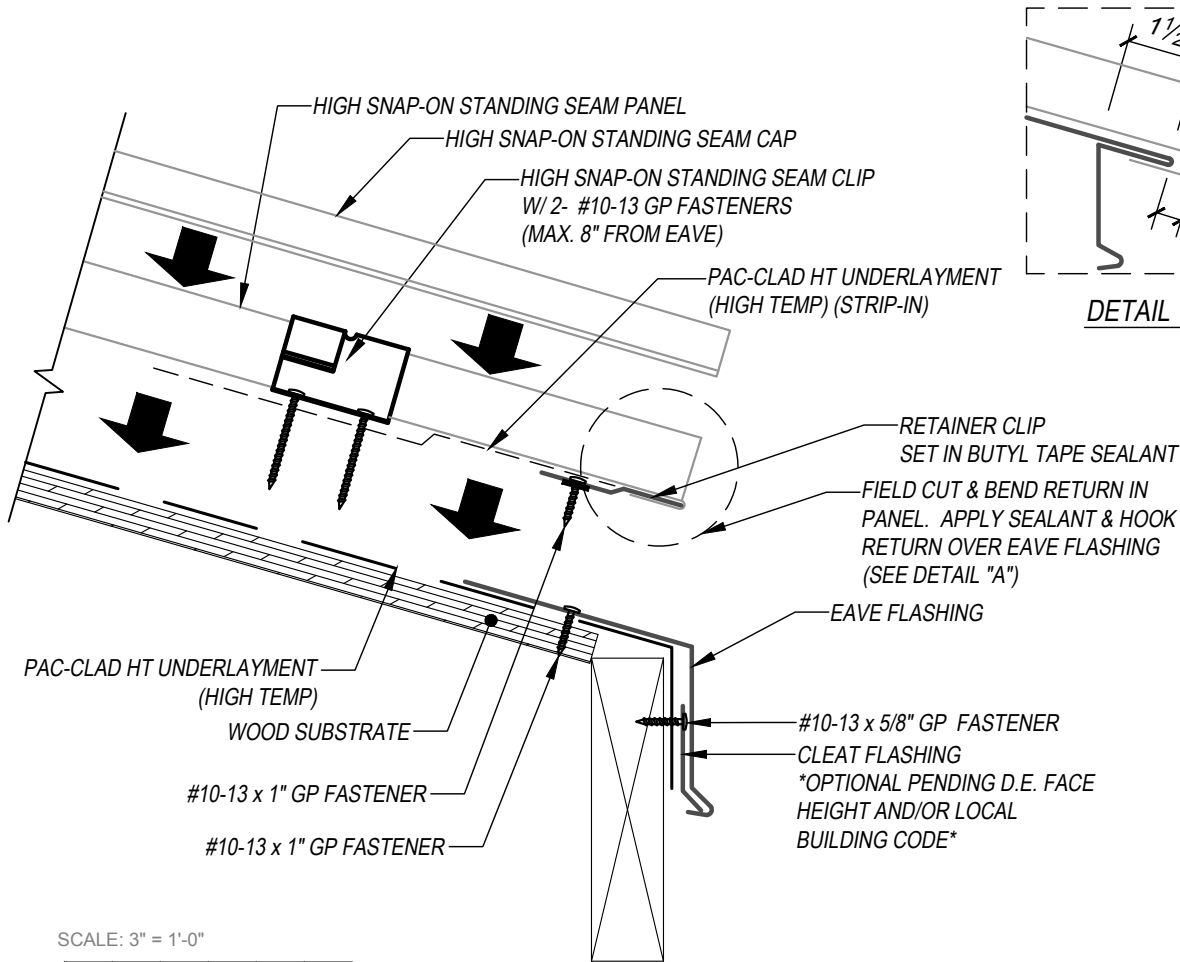 HIGH SNAP-ON STANDING SEAM PANEL
HIGH SNAP-ON STANDING SEAM CAP
HIGH SNAP-ON STANDING SEAM CLIP
W/ 2- #10-13 GP FASTENERS
(MAX. 8" FROM EAVE)
PAC-CLAD HT UNDERLAYMENT
(HIGH TEMP) (STRIP-IN)
DETAIL
RETAINER CLIP
SET IN BUTYL TAPE SEALANT
FIELD CUT & BEND RETURN IN
PANEL. APPLY SEALANT & HOOK
RETURN OVER EAVE FLASHING
(SEE DETAIL "A")
EAVE FLASHING
PAC-CLAD HT UNDERLAYMENT
(HIGH TEMP)
WOOD SUBSTRATE
#10-13 x 1" GP FASTENER
#10-13 x 1" GP FASTENER
#10-13 x 5/8" GP FASTENER
CLEAT FLASHING
*OPTIONAL PENDING D.E. FACE
HEIGHT AND/OR LOCAL
BUILDING CODE*
SCALE: 3" = 1'-0"